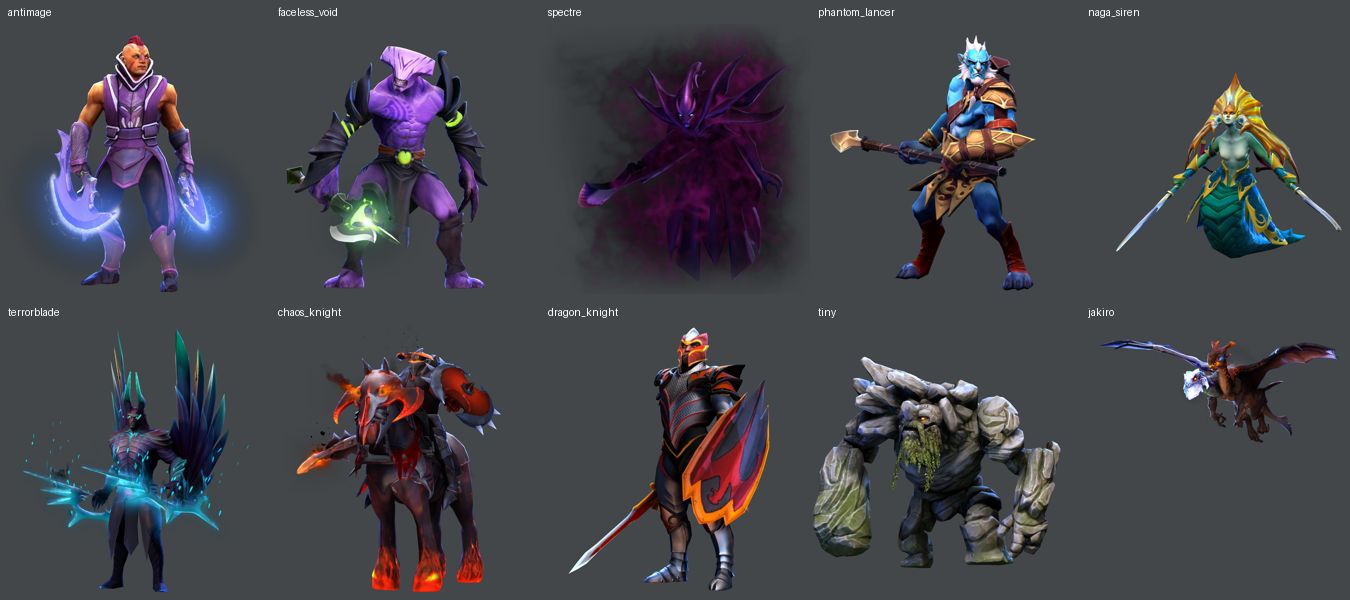 antimage
faceless_void
spectre
phantom_lancer
naga_siren
terrorblade
chaos_knight
dragon_knight
tiny
jakiro